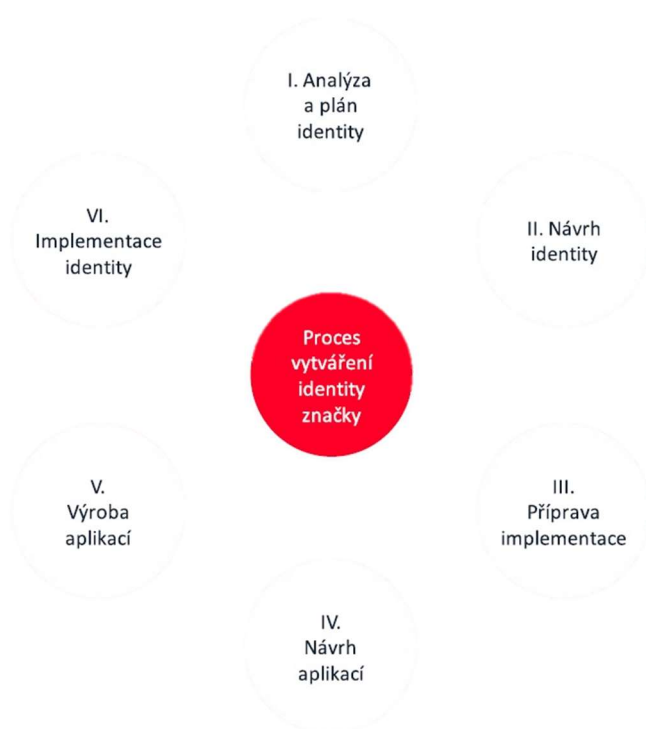 I. Analýza
a plán
identity
VI.
Implementace
identity
II. Návrh
identity
Proces
vytváření
identity
značky
V.
Výroba
aplikací
III.
Příprava
implementace
IV.
Návrh
aplikací